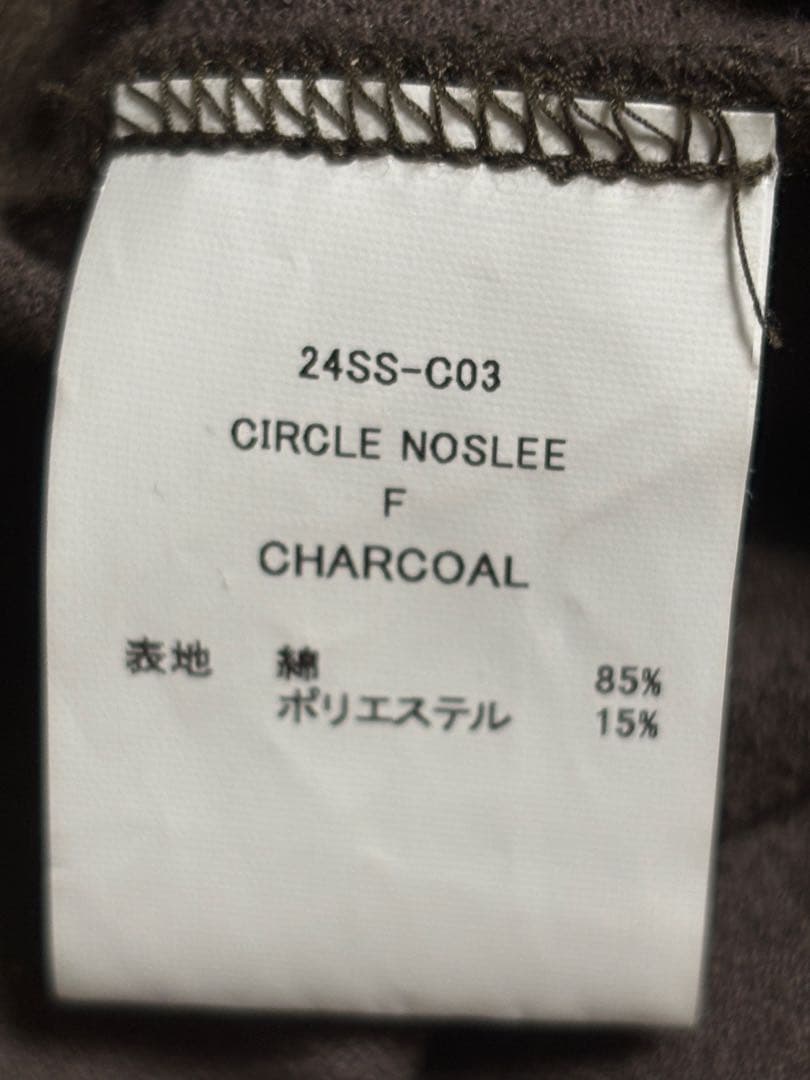 24SS-C03
CIRCLE NOSLEE
F
CHARCOAL
表地 綿 85%
ポリエステル 15%